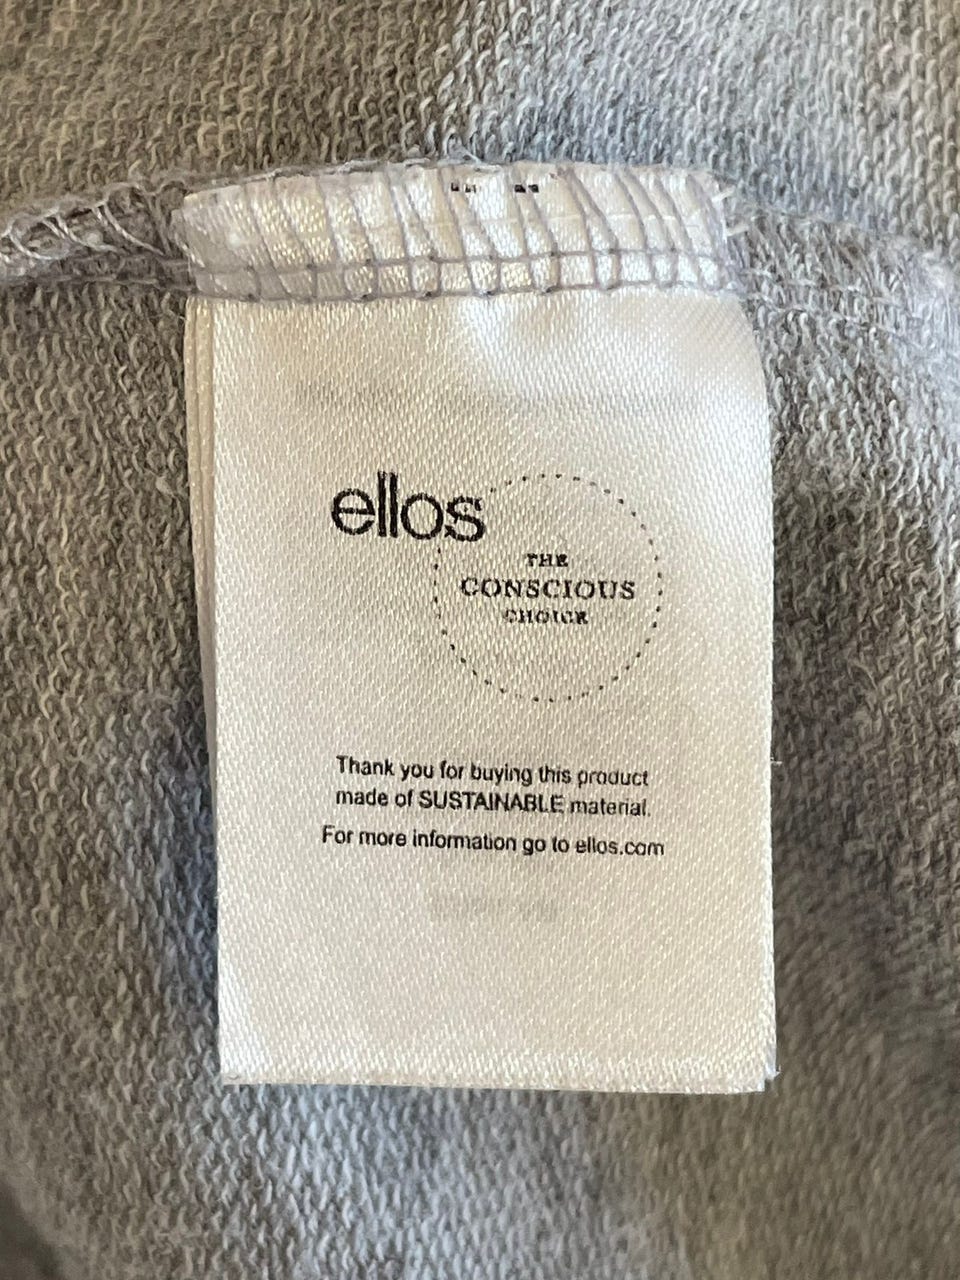 ellos
THE
CONSCIOUS
CHOICE
Thank you for buying this product
made of SUSTAINABLE material.
For more information go to ellos.com